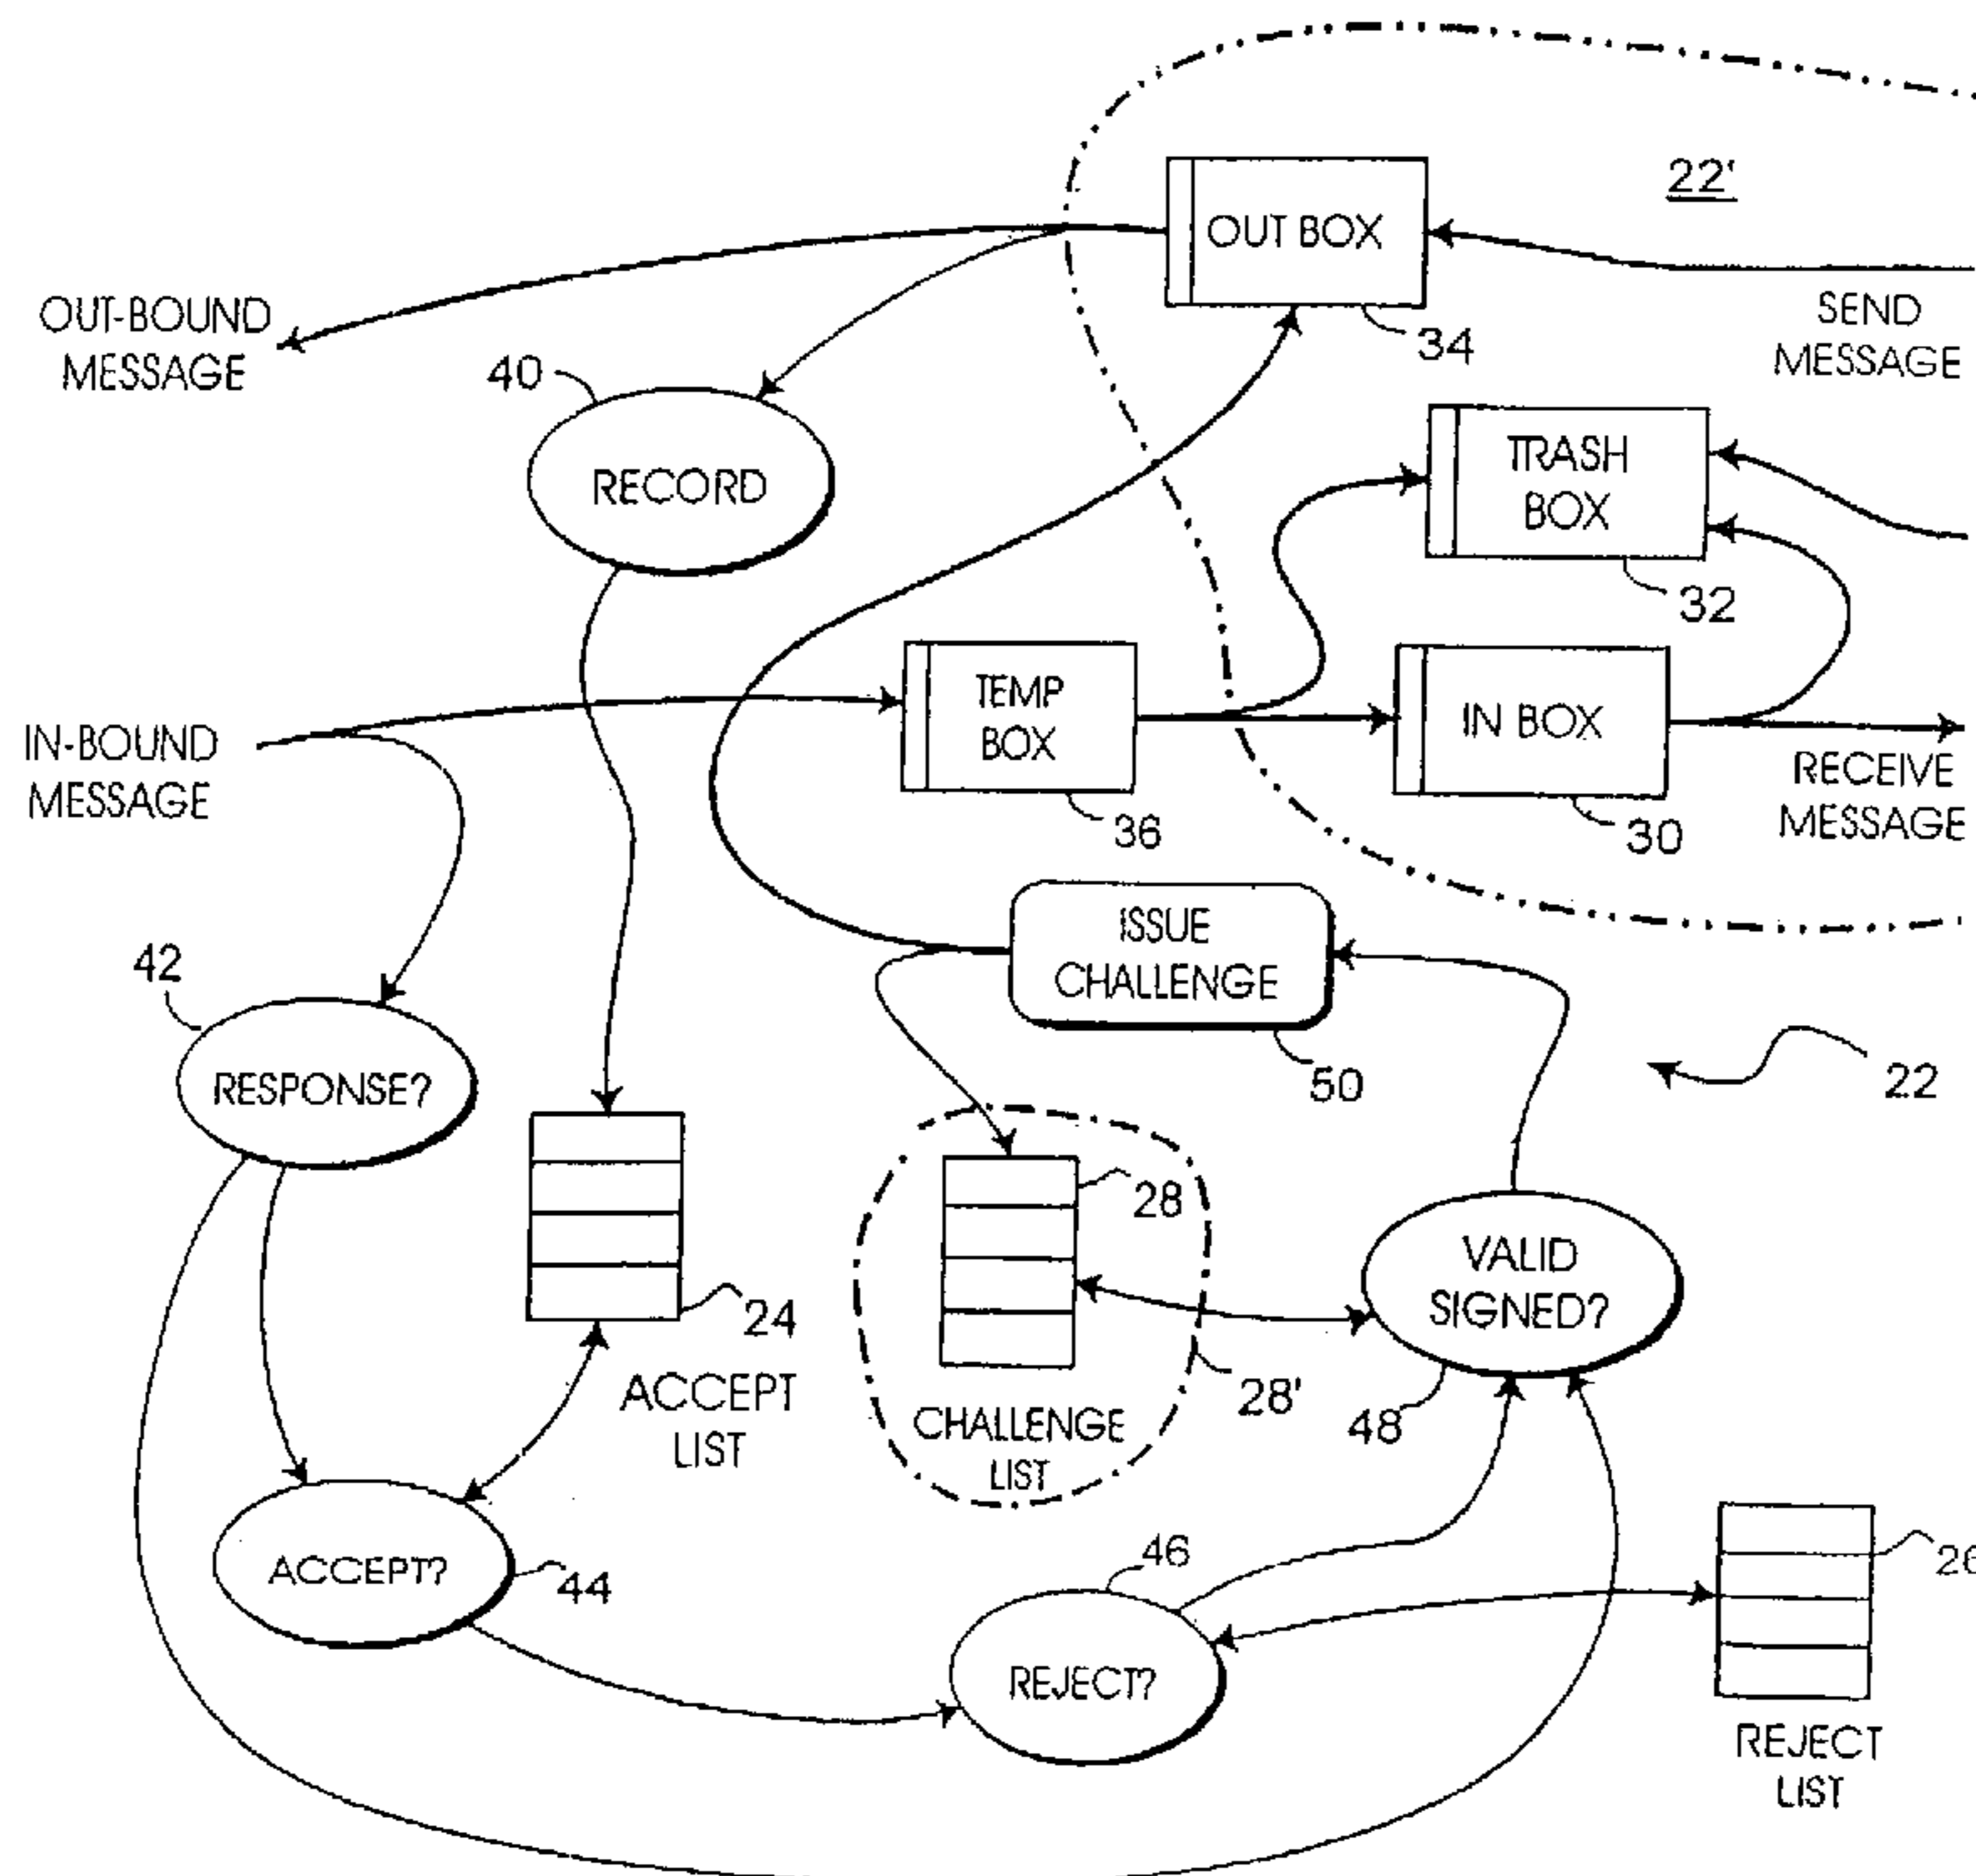 22'
OUT BOX
34
SEND
MESSAGE
OUT-BOUND
MESSAGE
40
RECORD
TRASH
BOX
32
IN-BOUND
MESSAGE
TEMP
BOX
36
IN BOX
30
RECEIVE
MESSAGE
ISSUE
CHALLENGE
50
22
42
RESPONSE?
24
ACCEPT
LIST
28
28'
CHALLENGE
LIST
VALID
SIGNED?
48
ACCEPT?
44
46
REJECT?
26
REJECT
LIST